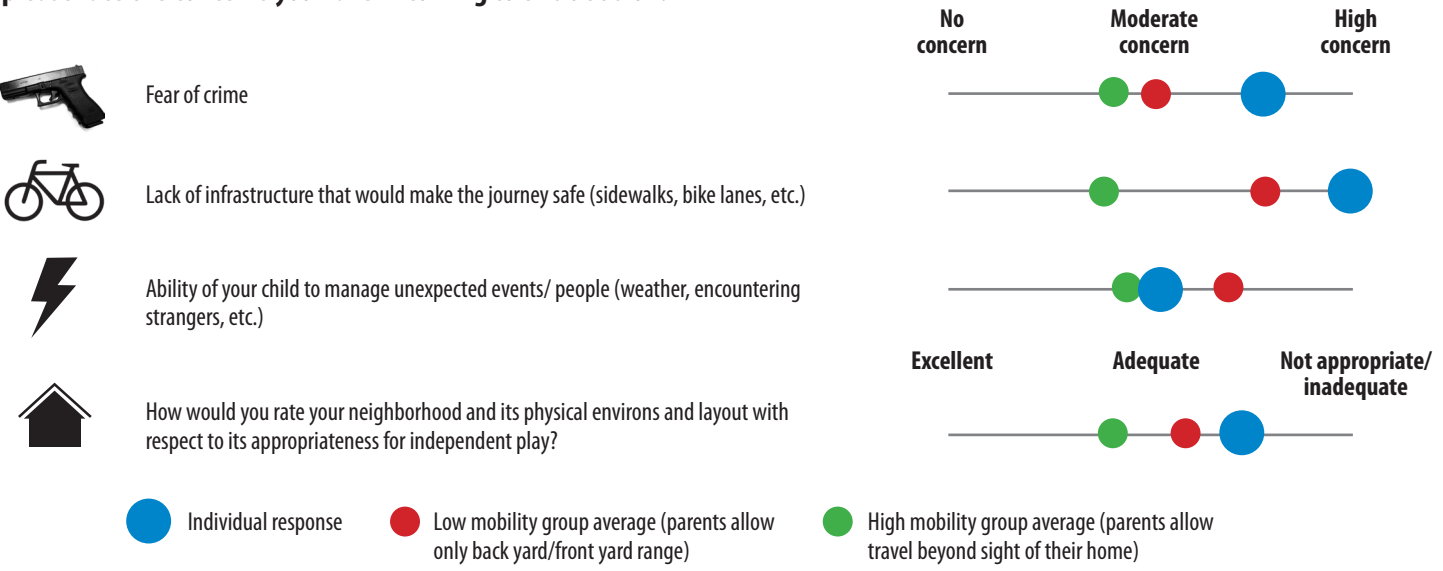 No
concern
Moderate
concern
High
concern
Fear of crime
Lack of infrastructure that would make the journey safe (sidewalks, bike lanes, etc.)
Ability of your child to manage unexpected events/ people (weather, encountering
strangers, etc.)
Excellent
Adequate
Not appropriate/
inadequate
How would you rate your neighborhood and its physical environs and layout with
respect to its appropriateness for independent play?
Individual response
Low mobility group average (parents allow
only back yard/front yard range)
High mobility group average (parents allow
travel beyond sight of their home)